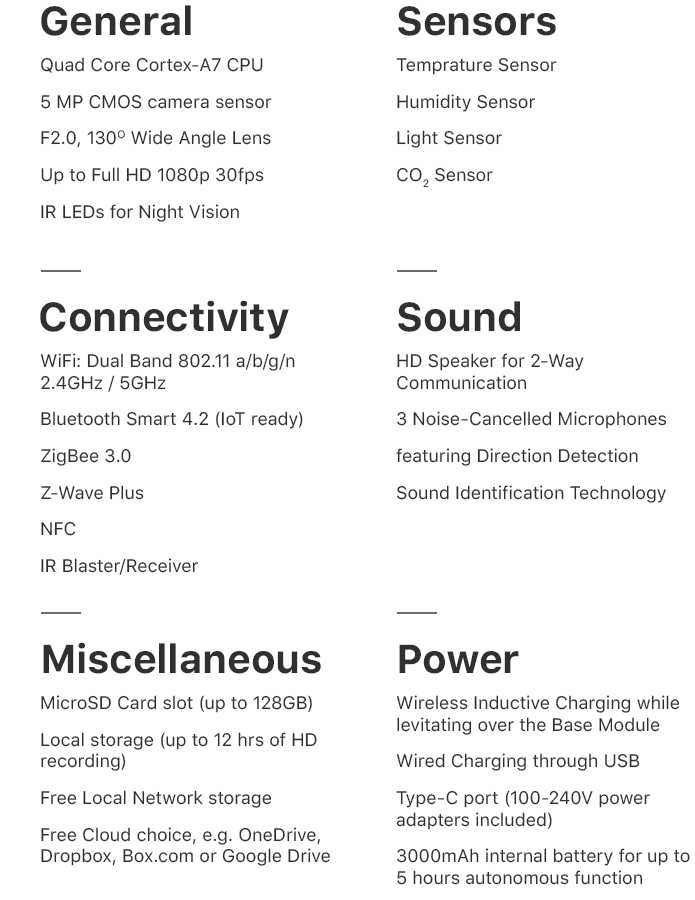 General
Quad Core Cortex-A7 CPU
5 MP CMOS camera sensor
F2.0, 130º Wide Angle Lens
Up to Full HD 1080p 30fps
IR LEDs for Night Vision
Sensors
Temprature Sensor
Humidity Sensor
Light Sensor
CO₂ Sensor
Connectivity
WiFi: Dual Band 802.11 a/b/g/n
2.4GHz / 5GHz
Bluetooth Smart 4.2 (IoT ready)
ZigBee 3.0
Z-Wave Plus
NFC
IR Blaster/Receiver
Sound
HD Speaker for 2-Way
Communication
3 Noise-Cancelled Microphones
featuring Direction Detection
Sound Identification Technology
Miscellaneous
MicroSD Card slot (up to 128GB)
Local storage (up to 12 hrs of HD
recording)
Free Local Network storage
Free Cloud choice, e.g. OneDrive,
Dropbox, Box.com or Google Drive
Power
Wireless Inductive Charging while
levitating over the Base Module
Wired Charging through USB
Type-C port (100-240V power
adapters included)
3000mAh internal battery for up to
5 hours autonomous function